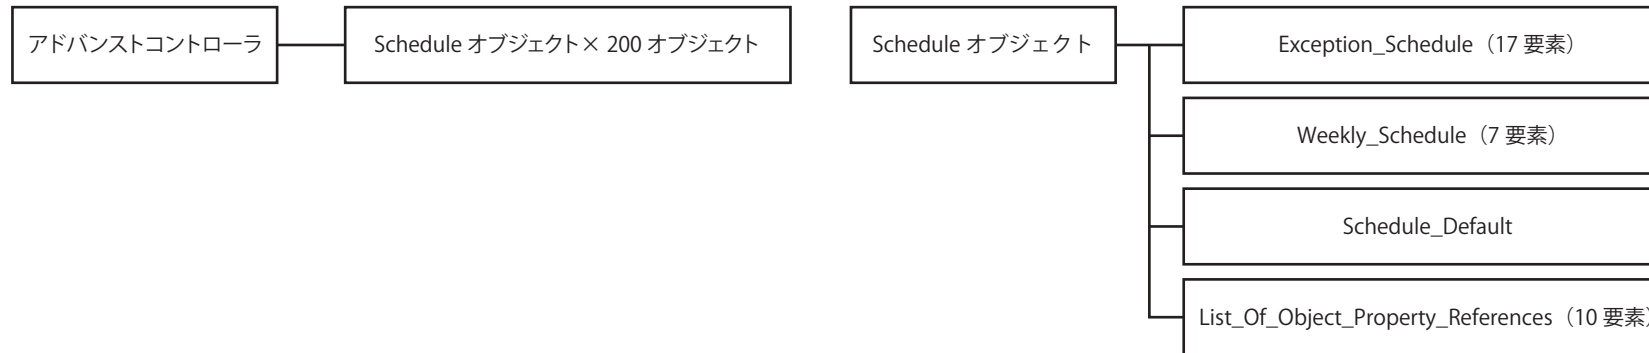 アドバンストコントローラ
Schedule オブジェクト× 200 オブジェクト
Schedule オブジェクト
Exception_Schedule（17 要素）
Weekly_Schedule（7 要素）
Schedule_Default
List_Of_Object_Property_References（10 要素）